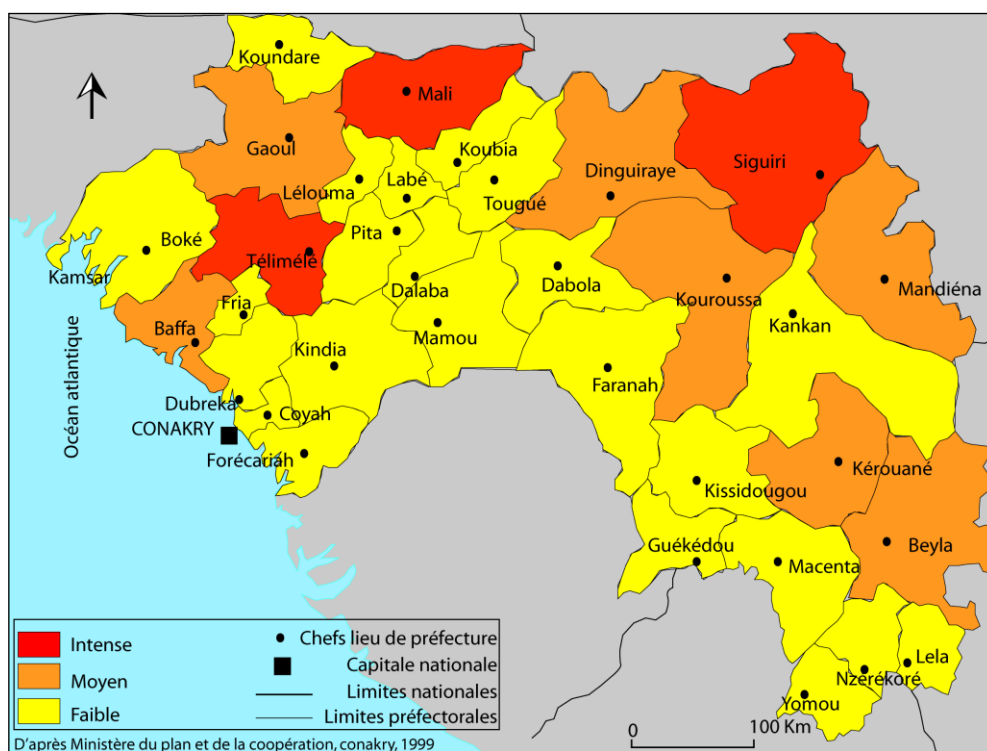 Koundare
Mali
Gaoul
Koubia
Siguiri
Dinguiraye
Lélouma
Labé
Tougué
Pita
Boké
Télimélé
Kamsar
Dalaba
Dabola
Kouroussa
Mandiéna
Fria
Baffa
Mamou
Kankan
Océan atlantique
Kindia
Faranah
Dubreka
Coyah
CONAKRY
Forécariáh
Kérouané
Kissidougou
Guékédou
Macenta
Beyla
Lela
Nzerékoré
Yomou
Intense
Moyen
Faible
Chefs lieu de préfecture
Capitale nationale
Limites nationales
Limites préfectorales
0 100 Km
D'après Ministère du plan et de la coopération, conakry, 1999